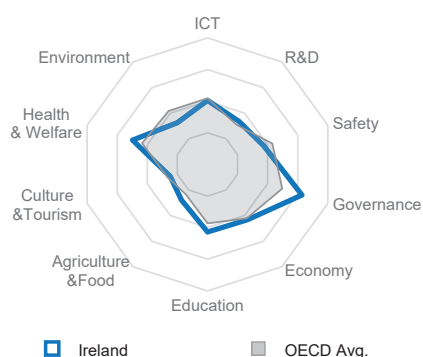 ICT
R&D
Safety
Governance
Economy
Education
Agriculture
&Food
Culture
&Tourism
Health
& Welfare
Environment
Ireland
OECD Avg.